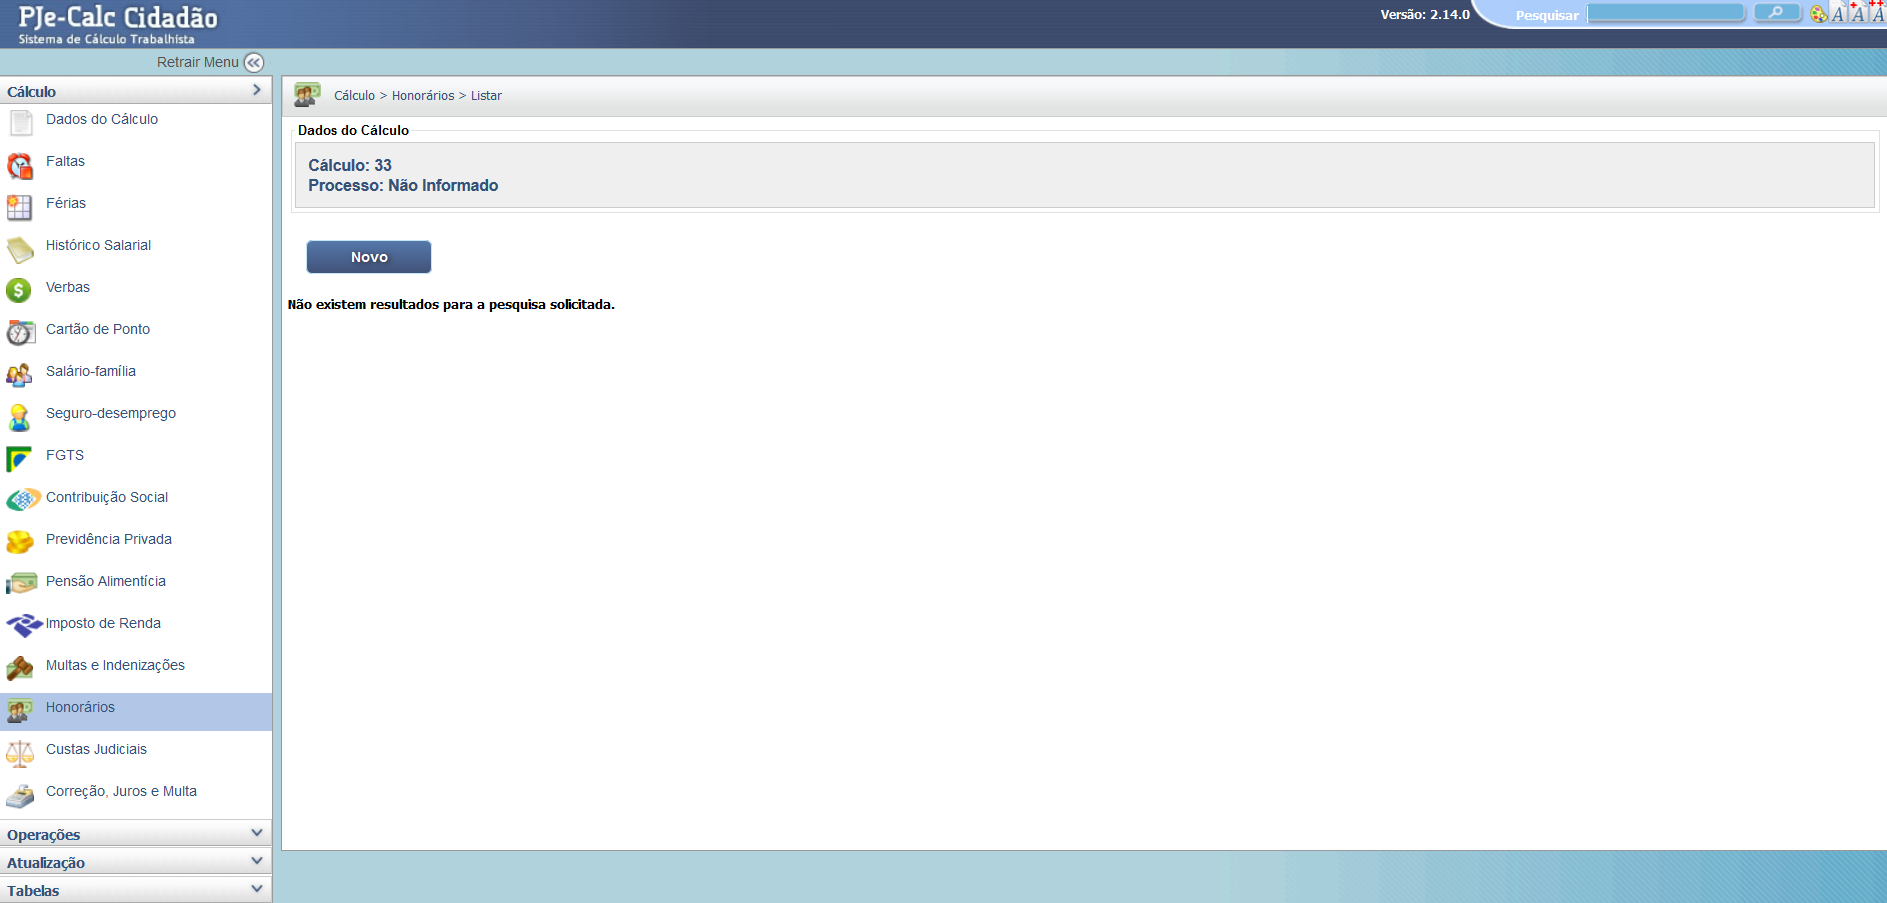 PJe-Calc Cidadão
Sistema de Cálculo Trabalhista
Versão: 2.14.0
Pesquisar
A A+ A++
Retrair Menu
Cálculo
Dados do Cálculo
Faltas
Férias
Histórico Salarial
Verbas
Cartão de Ponto
Salário-família
Seguro-desemprego
FGTS
Contribuição Social
Previdência Privada
Pensão Alimentícia
Imposto de Renda
Multas e Indenizações
Honorários
Custas Judiciais
Correção, Juros e Multa
Operações
Atualização
Tabelas
Cálculo > Honorários > Listar
Dados do Cálculo
Cálculo: 33
Processo: Não Informado
Novo
Não existem resultados para a pesquisa solicitada.